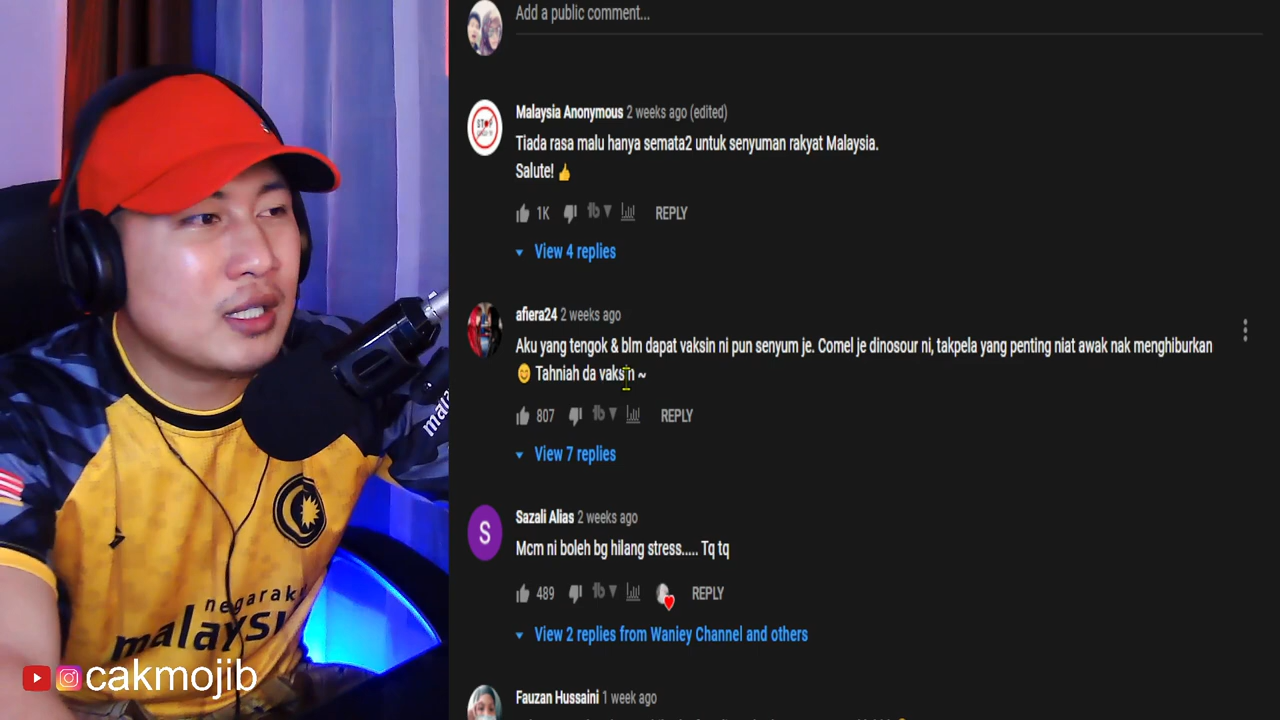 Add a public comment...
Malaysia Anonymous 2 weeks ago (edited)
Tiada rasa malu hanya semata2 untuk senyuman rakyat Malaysia.
Salute! 👍
1K REPLY
View 4 replies
afiera24 2 weeks ago
Aku yang tengok & blm dapat vaksin ni pun senyum je. Comel je dinosour ni, takpela yang penting niat awak nak menghiburkan
😊 Tahniah da vaksin ~
807 REPLY
View 7 replies
S
Sazali Alias 2 weeks ago
Mcm ni boleh bg hilang stress..... Tq tq
489 REPLY
View 2 replies from Waniey Channel and others
Fauzan Hussaini 1 week ago
negaraku
malaysi
cakmojib